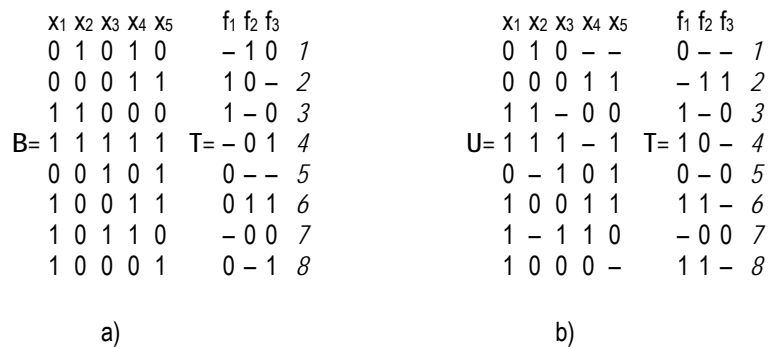 x1 x2 x3 x4 x5 f1 f2 f3 x1 x2 x3 x4 x5 f1 f2 f3
0 1 0 1 0 – 1 0 1 0 1 0 – – 0 – – 1
0 0 0 1 1 1 0 – 2 0 0 0 1 1 – 1 1 2
1 1 0 0 0 1 – 0 3 1 1 – 0 0 1 – 0 3
B= 1 1 1 1 1 T= – 0 1 4 U= 1 1 1 – 1 T= 1 0 – 4
0 0 1 0 1 0 – – 5 0 – 1 0 1 0 – 0 5
1 0 0 1 1 0 1 1 6 1 0 0 1 1 1 1 – 6
1 0 1 1 0 – 0 0 7 1 – 1 1 0 – 0 0 7
1 0 0 0 1 0 – 1 8 1 0 0 0 – 1 1 – 8
a) b)